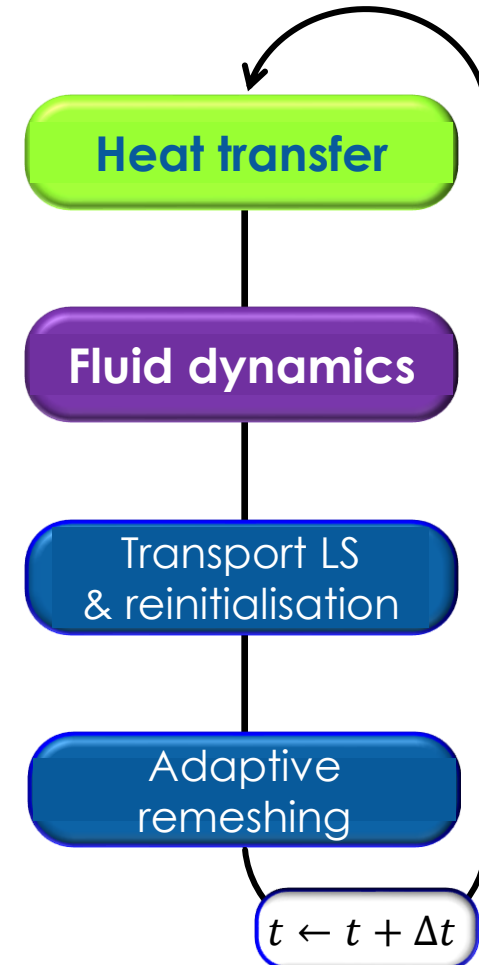 Heat transfer
Fluid dynamics
Transport LS
& reinitialisation
Adaptive
remeshing
t ← t + Δt